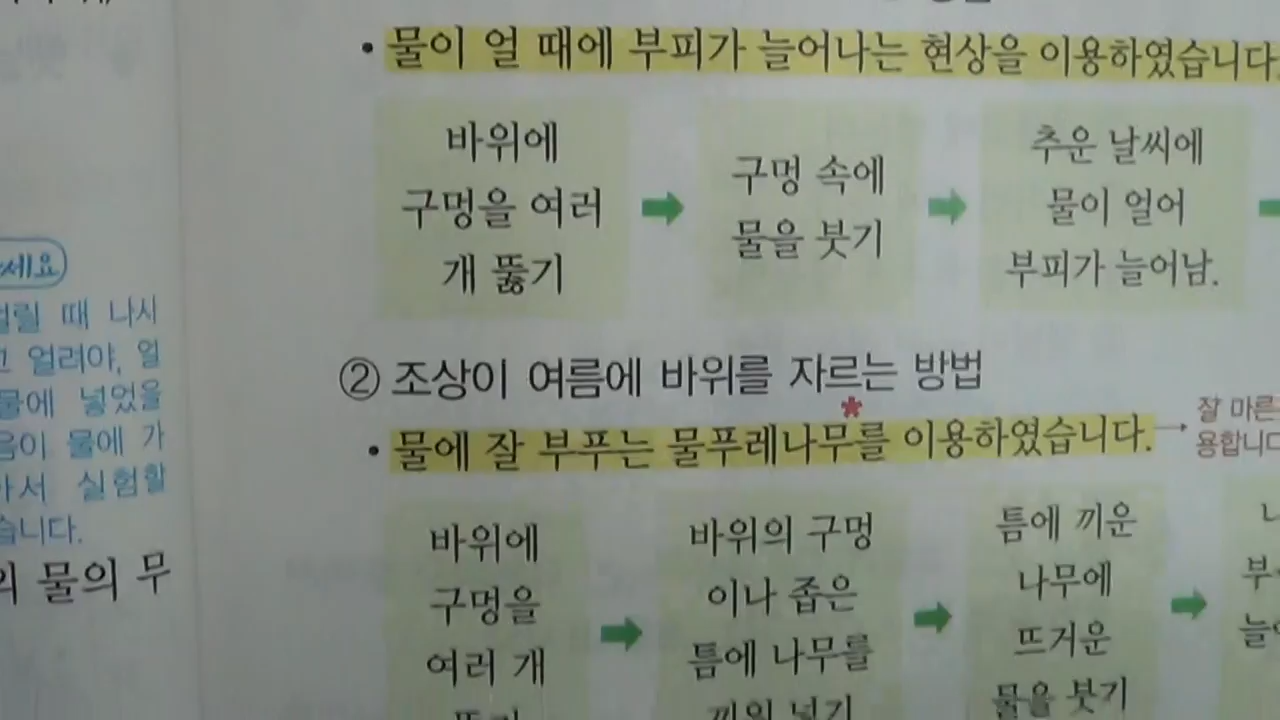 • 물이 얼 때에 부피가 늘어나는 현상을 이용하였습니다.
바위에
구멍을 여러
개 뚫기
구멍 속에
물을 붓기
추운 날씨에
물이 얼어
부피가 늘어남.
② 조상이 여름에 바위를 자르는 방법
*
• 물에 잘 부푸는 물푸레나무를 이용하였습니다.
잘 마른
용합니다
바위에
구멍을
여러 개
바위의 구멍
이나 좁은
틈에 나무를
끼워 넣기
틈에 끼운
나무에
뜨거운
물을 붓기
세요
때 나시
얼려야, 얼
물에 넣었을
음이 물에 가
서 실험할
습니다.
의 물의 무